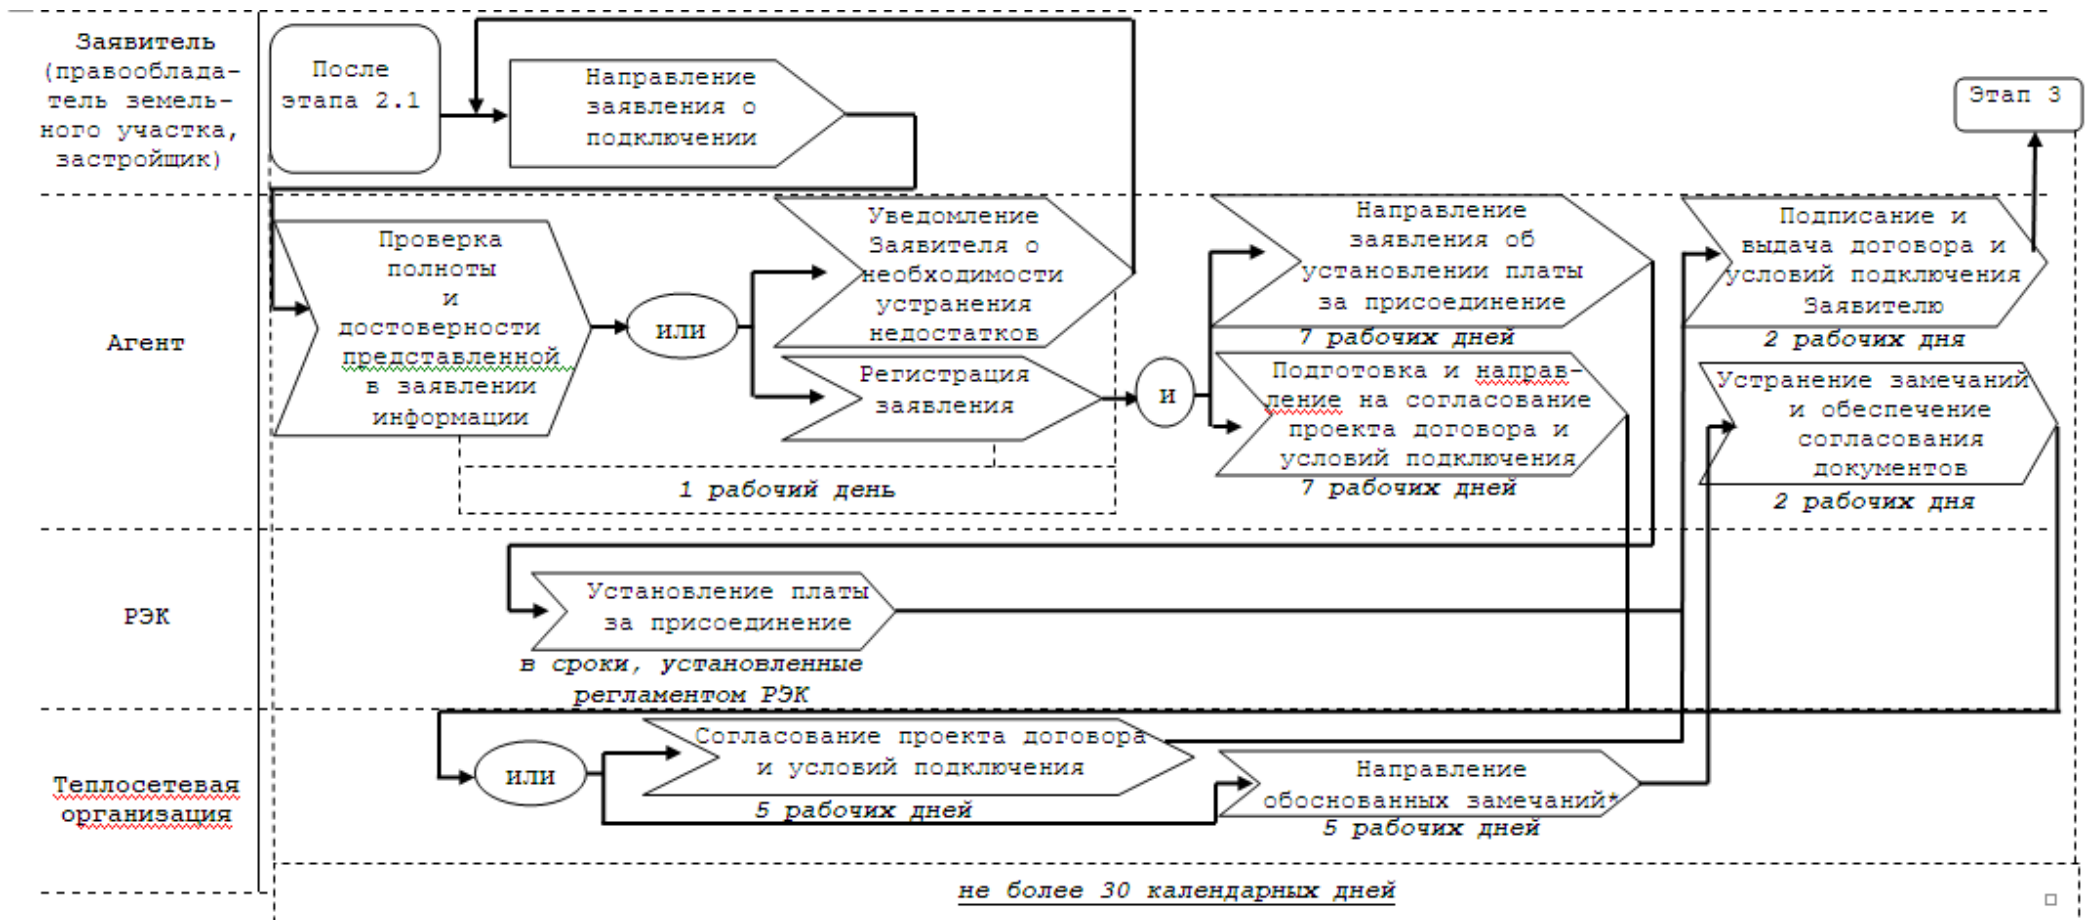 Заявитель
(правооблада-
тель земель-
ного участка,
застройщик)
После
этапа 2.1
Направление
заявления о
подключении
Этап 3
Агент
Проверка
полноты
и
достоверности
представленной
в заявлении
информации
или
Уведомление
Заявителя о
необходимости
устранения
недостатков
Регистрация
заявления
1 рабочий день
и
Направление
заявления об
установлении платы
за присоединение
7 рабочих дней
Подготовка и направ-
ление на согласование
проекта договора и
условий подключения
7 рабочих дней
Подписание и
выдача договора и
условий подключения
Заявителю
2 рабочих дня
Устранение замечаний
и обеспечение
согласования
документов
2 рабочих дня
РЭК
Установление платы
за присоединение
в сроки, установленные
регламентом РЭК
Теплосетевая
организация
или
Согласование проекта договора
и условий подключения
5 рабочих дней
Направление
обоснованных замечаний*
5 рабочих дней
не более 30 календарных дней